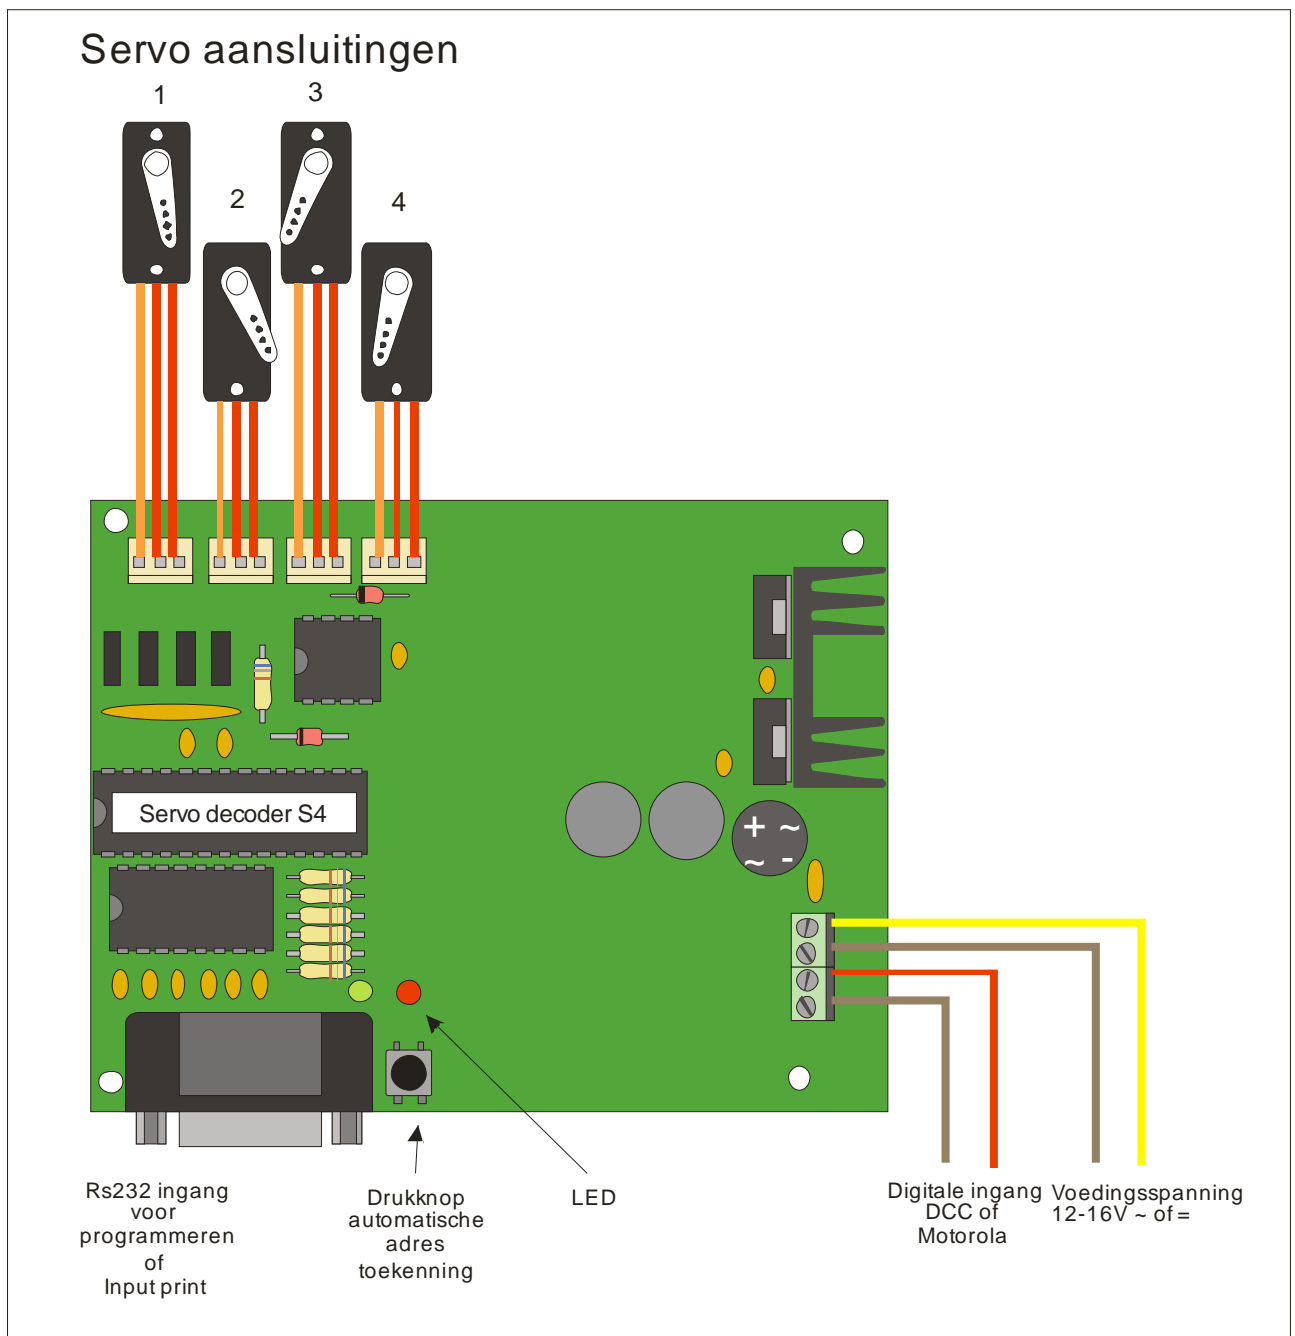 Servo aansluitingen
1
3
2
4
Servo decoder S4
+ ~
~ -
Rs232 ingang
voor
programmeren
of
Input print
Drukknop
automatische
adres
toekenning
LED
Digitale ingang
DCC of
Motorola
Voedingsspanning
12-16V ~ of =